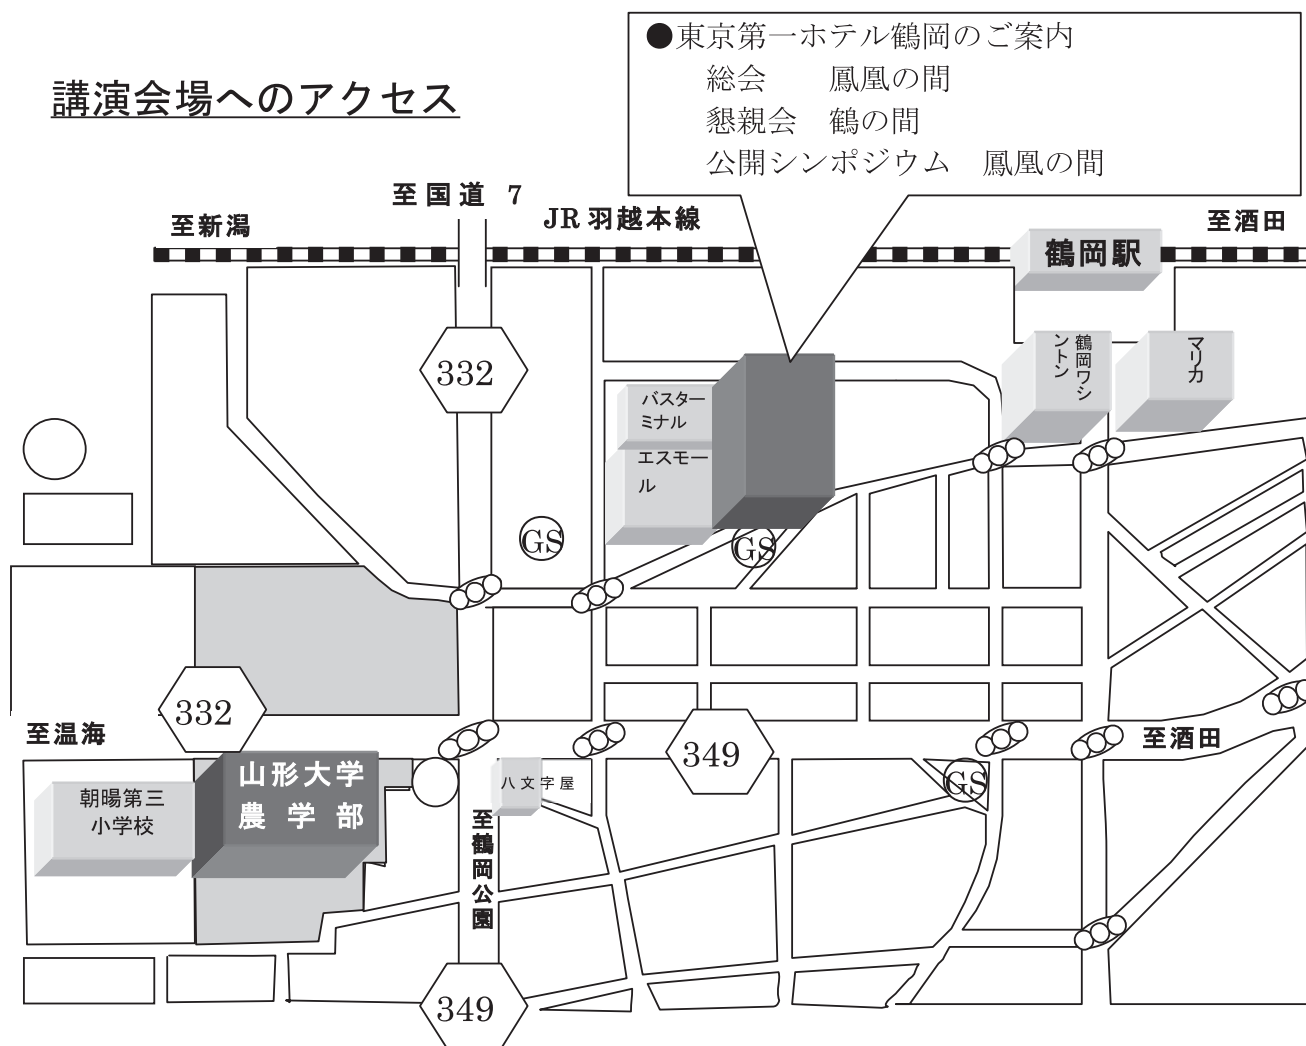 ●東京第一ホテル鶴岡のご案内
総会　　鳳凰の間
懇親会　鶴の間
公開シンポジウム　鳳凰の間
講演会場へのアクセス
至国道 7
至新潟
JR 羽越本線
至酒田
鶴岡駅
332
鶴岡ワシ
ントン
マリカ
バスター
ミナル
エスモー
ル
GS
GS
332
至温海
349
至酒田
山形大学
農学部
朝暘第三
小学校
八文字屋
GS
至鶴岡公園
349